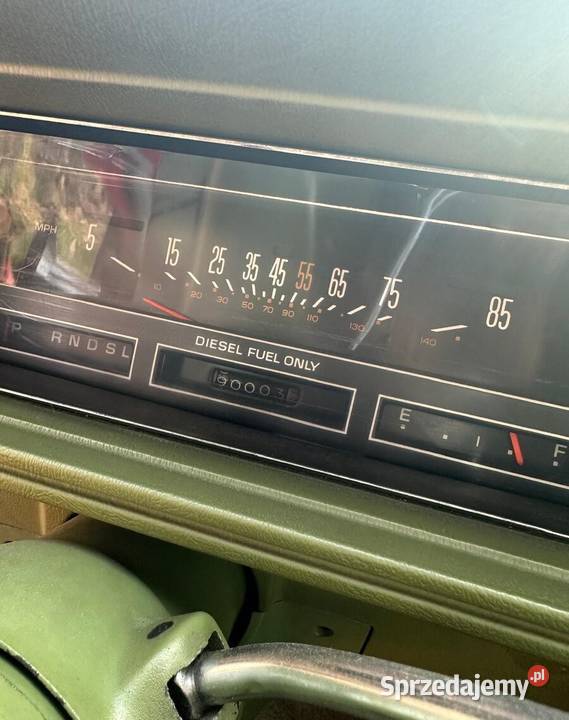 MPH 5 15 25 35 45 55 65 75 85
10 20 30 50 70 90 110 130 140
P RNDSL
DIESEL FUEL ONLY
E F
Sprzedajemy.pl